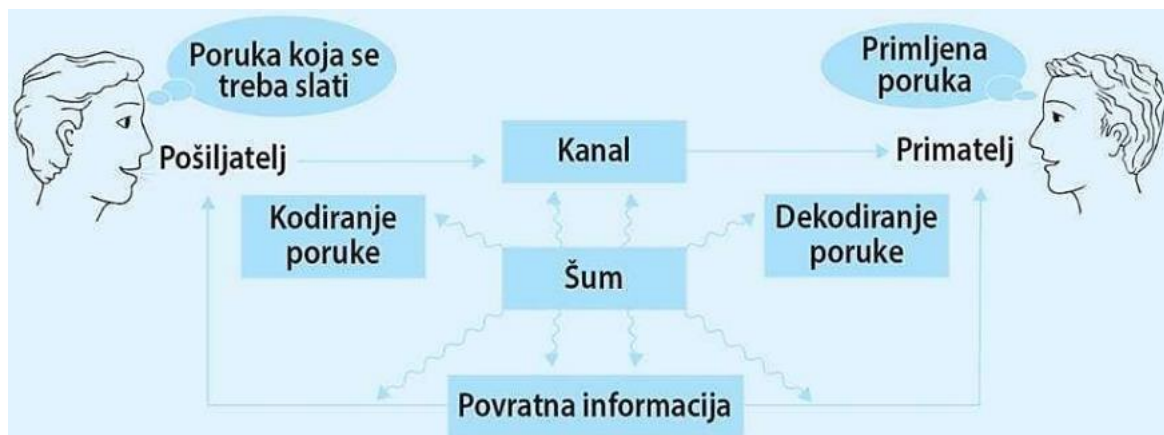 Poruka koja se
treba slati
Primljena
poruka
Pošiljatelj
Kanal
Primatelj
Kodiranje
poruke
Dekodiranje
poruke
Šum
Povratna informacija